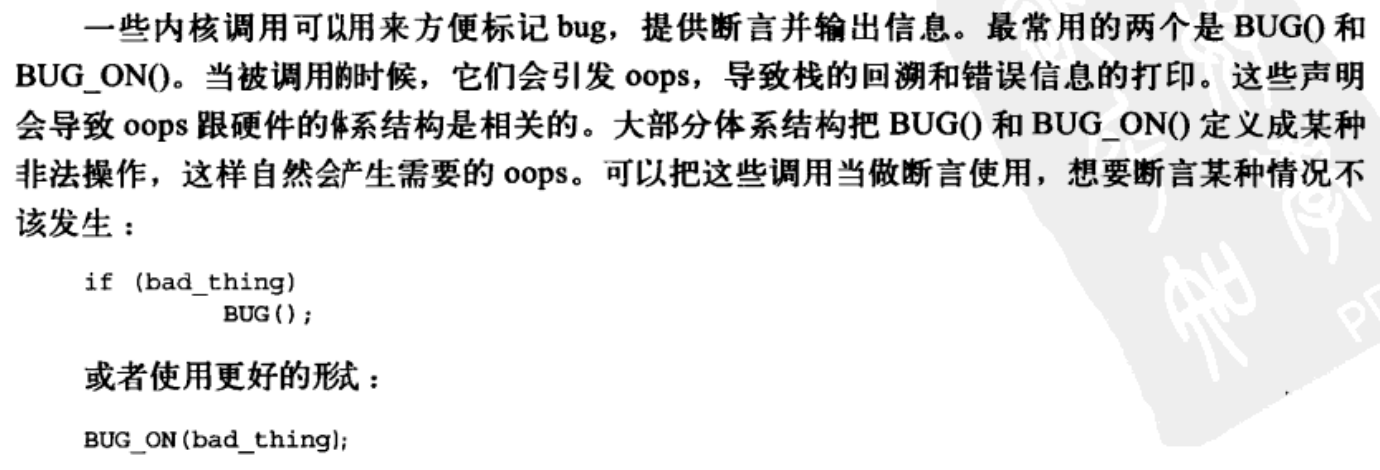 一些内核调用可以用来方便标记 bug，提供断言并输出信息。最常用的两个是 BUG() 和
BUG_ON()。当被调用的时候，它们会引发 oops，导致栈的回溯和错误信息的打印。这些声明
会导致 oops 跟硬件的体系结构是相关的。大部分体系结构把 BUG() 和 BUG_ON() 定义成某种
非法操作，这样自然会产生需要的 oops。可以把这些调用当做断言使用，想要断言某种情况不
该发生：
if (bad_thing)
BUG();
或者使用更好的形式：
BUG_ON(bad_thing);